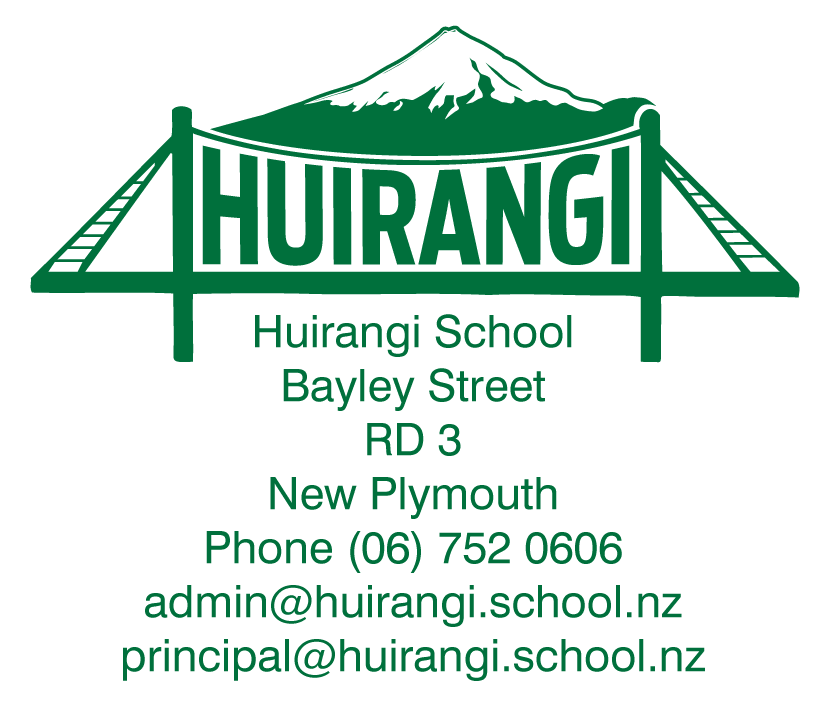 HUIRANGI
Huirangi School
Bayley Street
RD 3
New Plymouth
Phone (06) 752 0606
admin@huirangi.school.nz
principal@huirangi.school.nz